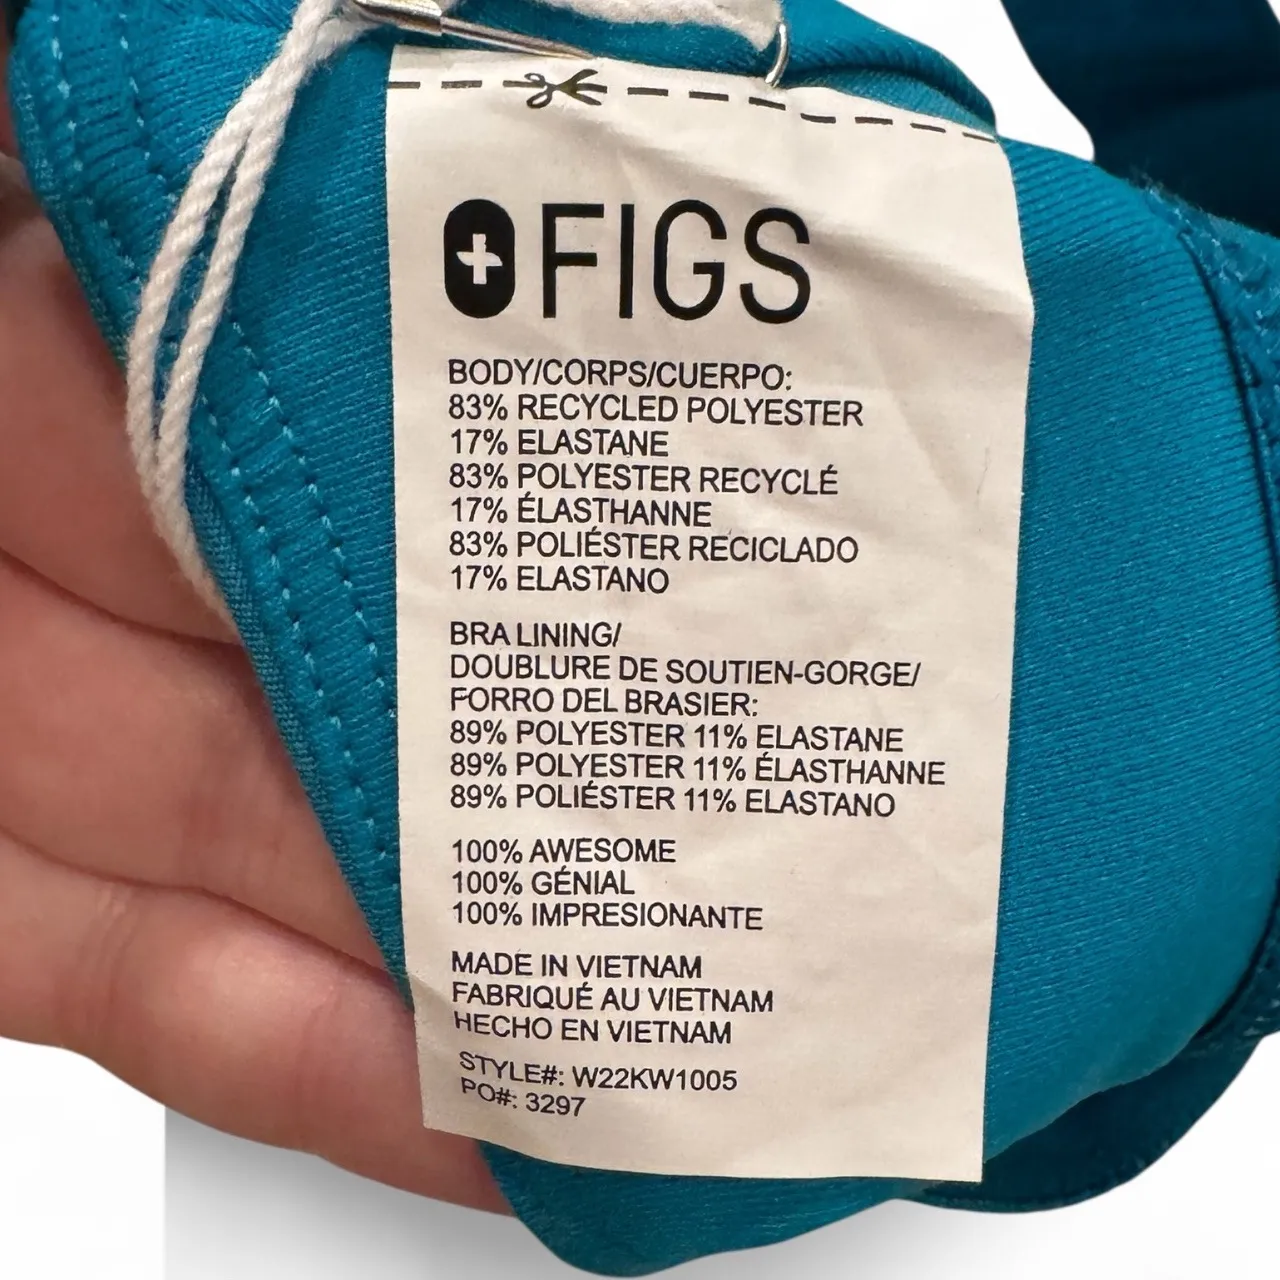 FIGS
BODY/CORPS/CUERPO:
83% RECYCLED POLYESTER
17% ELASTANE
83% POLYESTER RECYCLÉ
17% ÉLASTHANNE
83% POLIÉSTER RECICLADO
17% ELASTANO
BRA LINING/
DOUBLURE DE SOUTIEN-GORGE/
FORRO DEL BRASIER:
89% POLYESTER 11% ELASTANE
89% POLYESTER 11% ÉLASTHANNE
89% POLIÉSTER 11% ELASTANO
100% AWESOME
100% GÉNIAL
100% IMPRESIONANTE
MADE IN VIETNAM
FABRIQUÉ AU VIETNAM
HECHO EN VIETNAM
STYLE#: W22KW1005
PO#: 3297